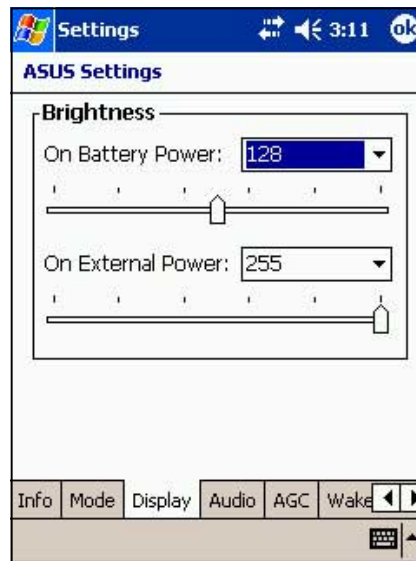 Settings 3:11 ok
ASUS Settings
Brightness
On Battery Power: 128
On External Power: 255
Info Mode Display Audio AGC Wake